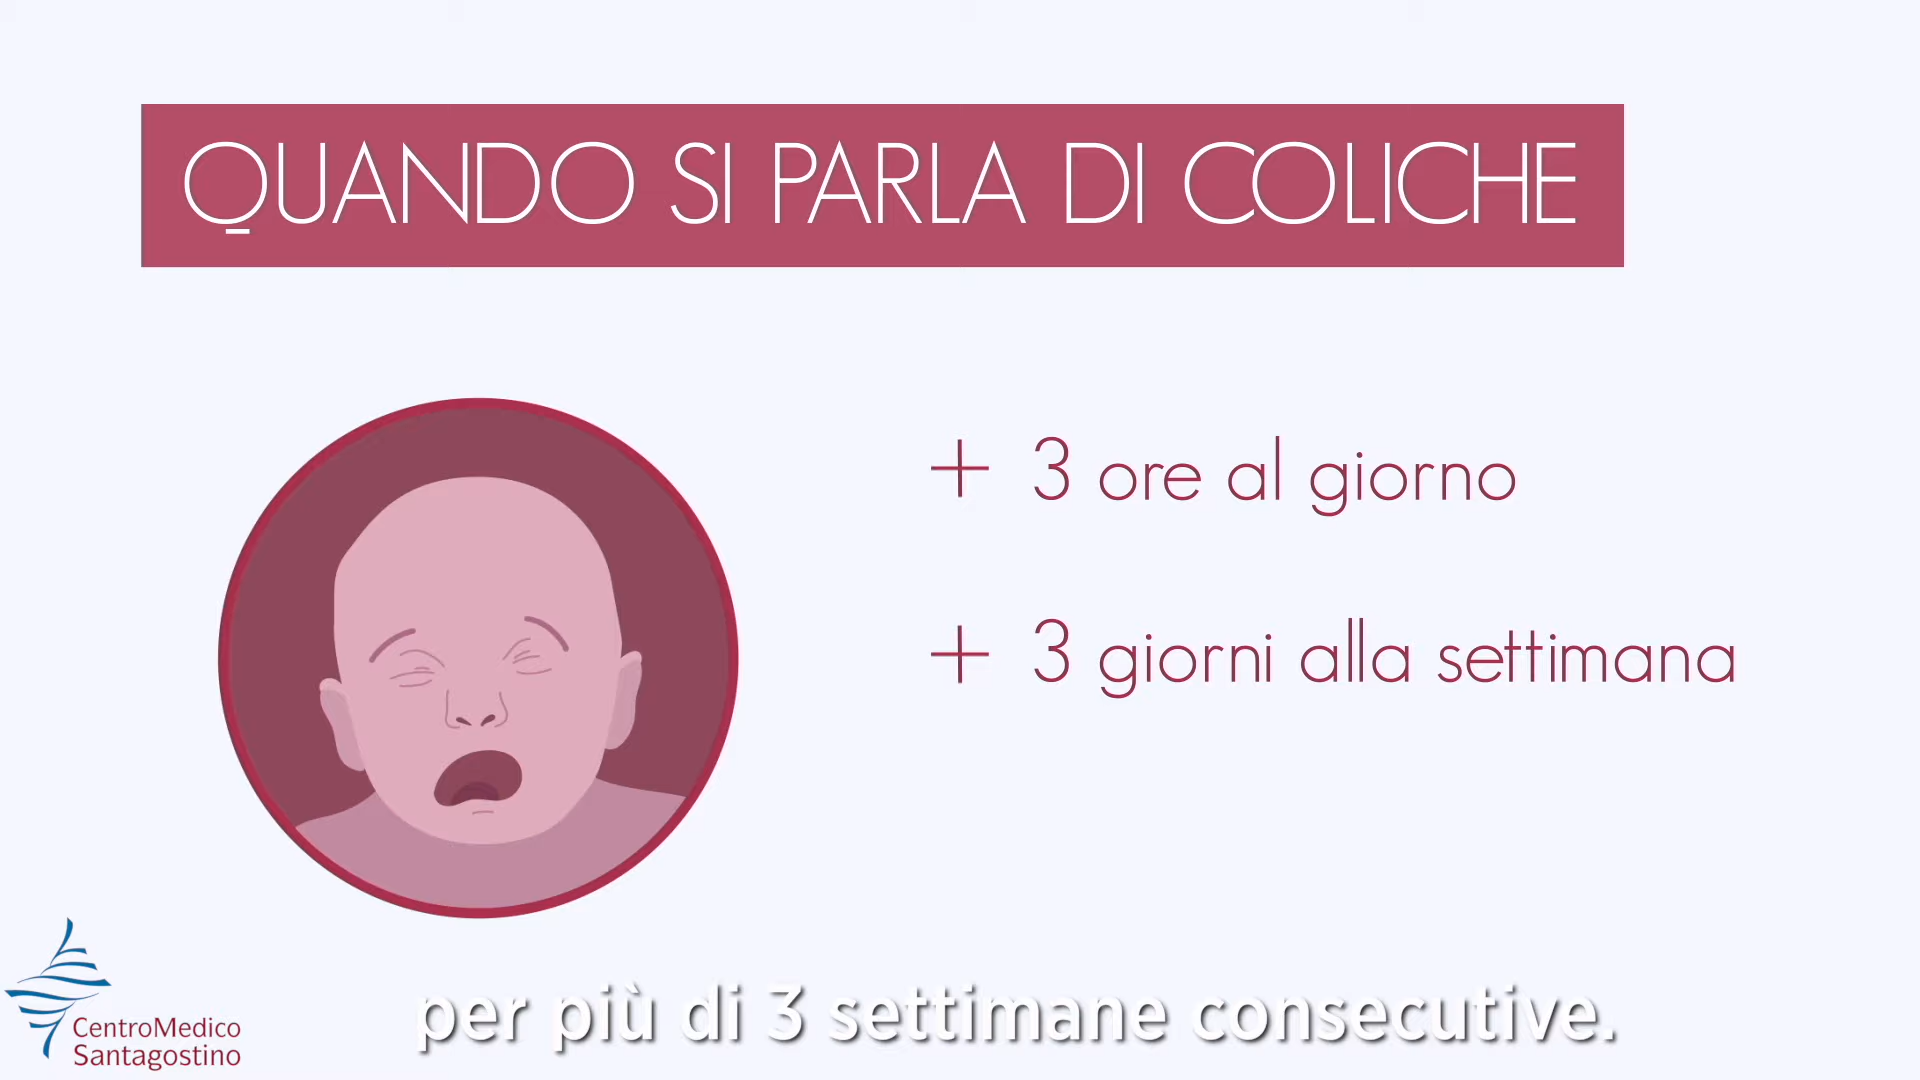 QUANDO SI PARLA DI COLICHE
+ 3 ore al giorno
+ 3 giorni alla settimana
per più di 3 settimane consecutive.
CentroMedico
Santagostino